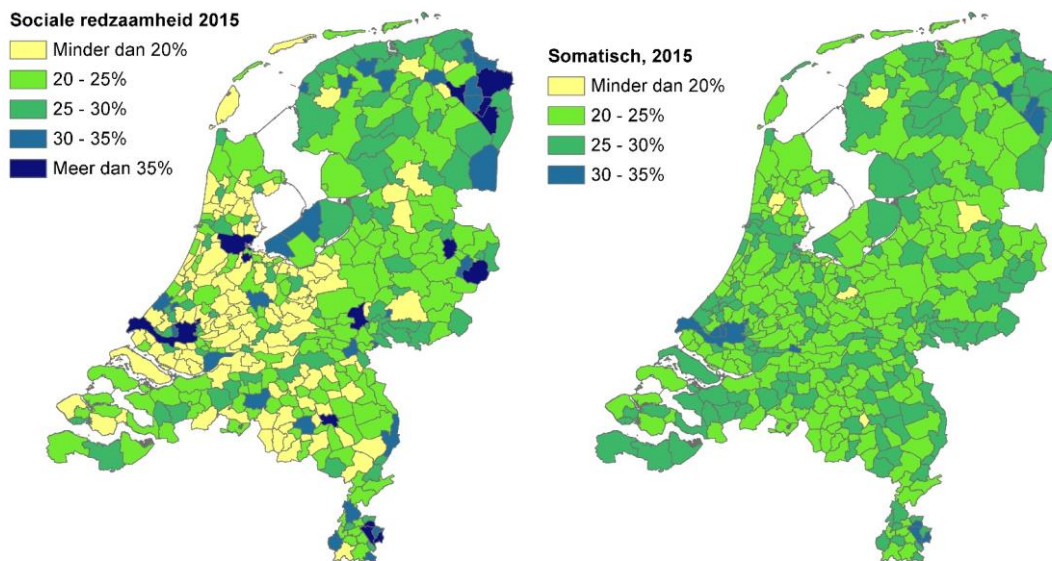 Sociale redzaamheid 2015
Minder dan 20%
20 - 25%
25 - 30%
30 - 35%
Meer dan 35%
Somatisch, 2015
Minder dan 20%
20 - 25%
25 - 30%
30 - 35%